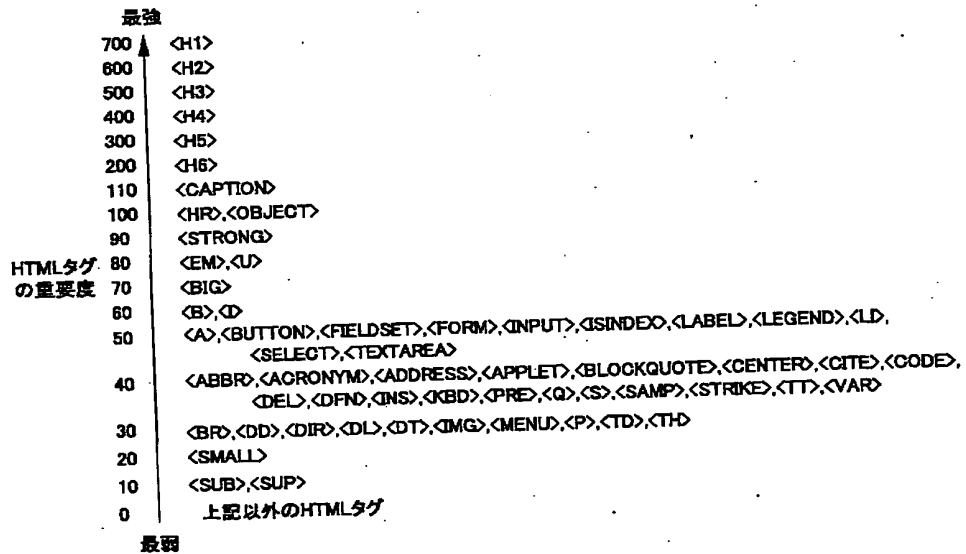 最強
700 <H1>
600 <H2>
500 <H3>
400 <H4>
300 <H5>
200 <H6>
110 <CAPTION>
100 <HR>,<OBJECT>
90 <STRONG>
HTMLタグ
の重要度
80 <EM>,<U>
70 <BIG>
60 <B>,<I>
50 <A>,<BUTTON>,<FIELDSET>,<FORM>,<INPUT>,<ISINDEX>,<LABEL>,<LEGEND>,<LI>,
<SELECT>,<TEXTAREA>
40 <ABBR>,<ACRONYM>,<ADDRESS>,<APPLET>,<BLOCKQUOTE>,<CENTER>,<CITE>,<CODE>,
<DEL>,<DFN>,<INS>,<KBD>,<PRE>,<Q>,<S>,<SAMP>,<STRIKE>,<TT>,<VAR>
30 <BR>,<DD>,<DIR>,<DL>,<DT>,<IMG>,<MENU>,<P>,<TD>,<TH>
20 <SMALL>
10 <SUB>,<SUP>
0 上記以外のHTMLタグ
最弱